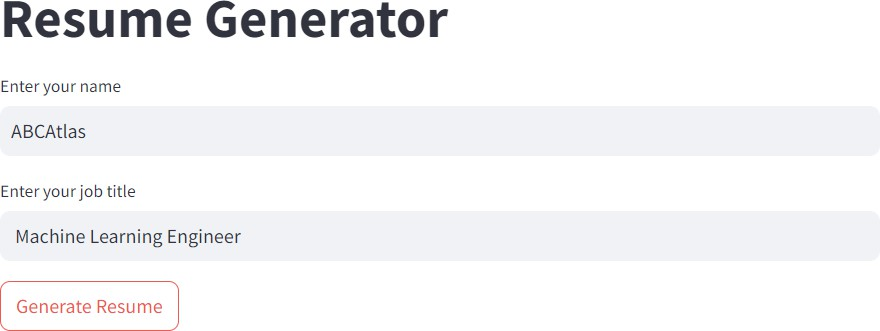 Resume Generator
Enter your name
ABCAtlas
Enter your job title
Machine Learning Engineer
Generate Resume